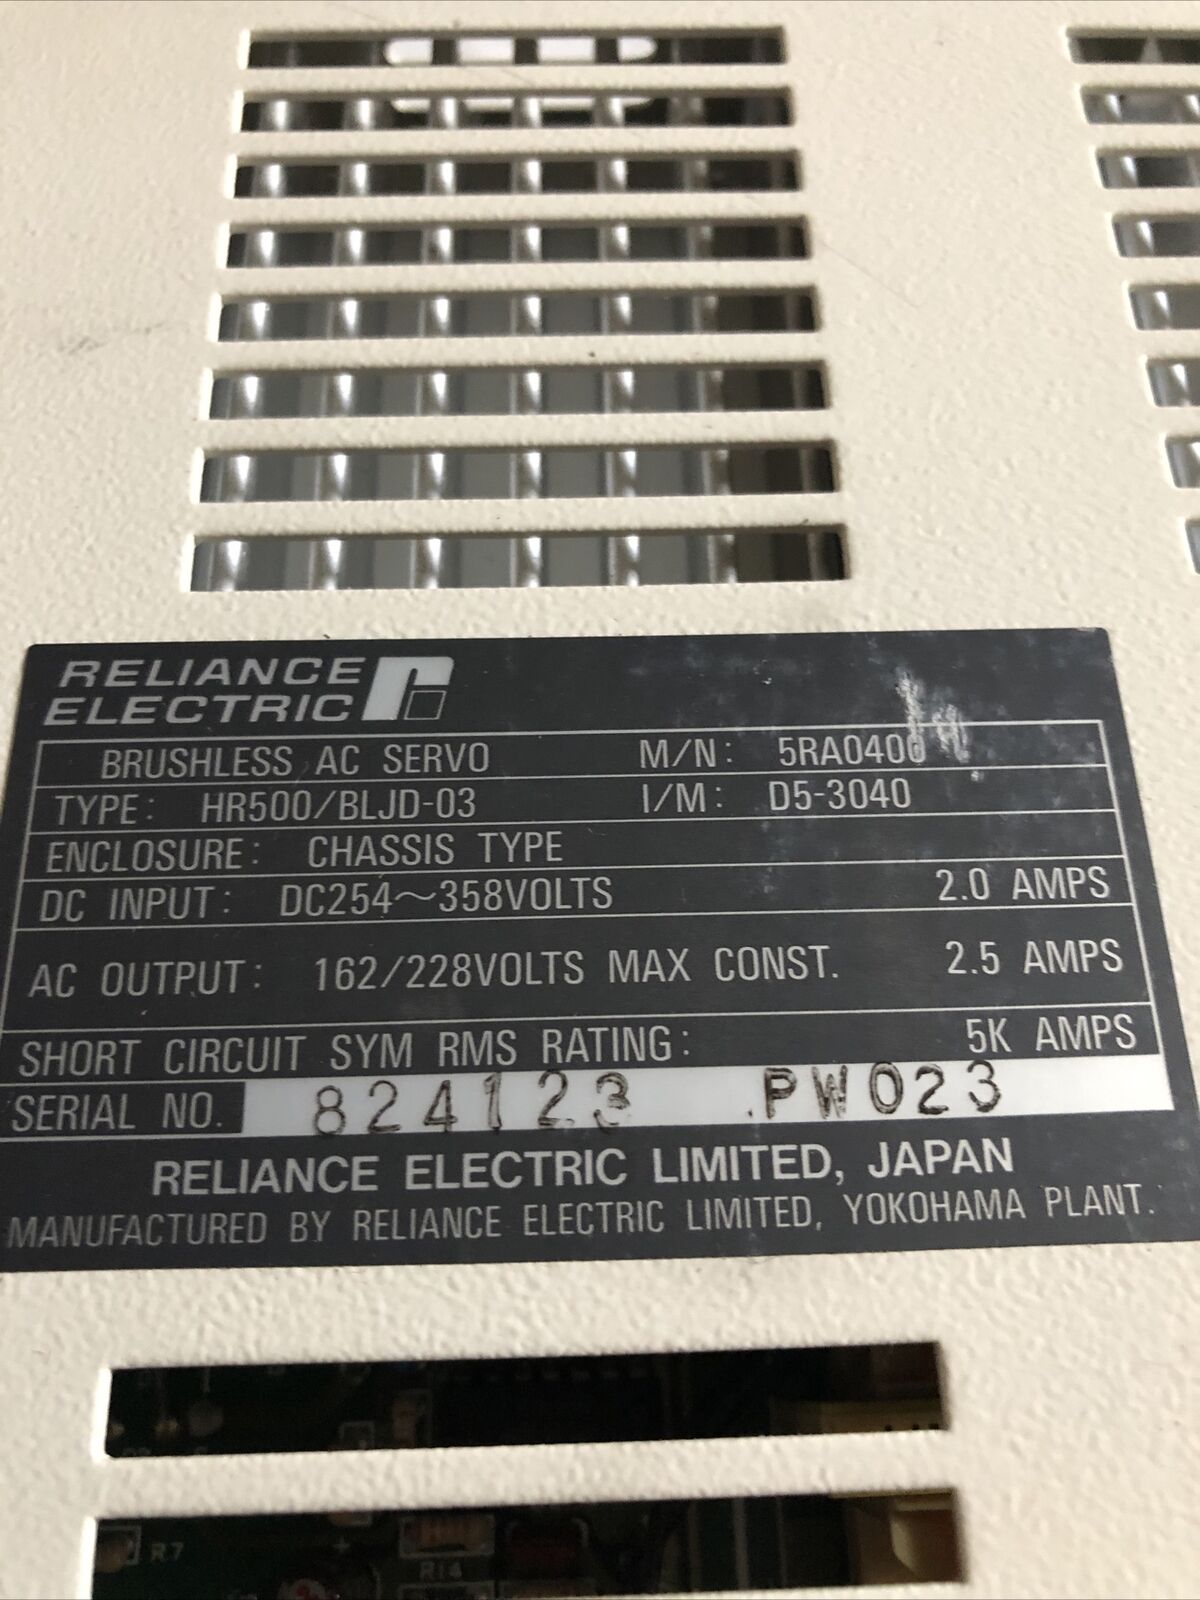 RELIANCE
ELECTRIC
BRUSHLESS AC SERVO M/N: 5RA0400
TYPE: HR500/BLJD-03 I/M: D5-3040
ENCLOSURE: CHASSIS TYPE
DC INPUT: DC254～358VOLTS 2.0 AMPS
AC OUTPUT: 162/228VOLTS MAX CONST. 2.5 AMPS
SHORT CIRCUIT SYM RMS RATING: 5K AMPS
SERIAL NO. 824123 PW023
RELIANCE ELECTRIC LIMITED, JAPAN
MANUFACTURED BY RELIANCE ELECTRIC LIMITED, YOKOHAMA PLANT.
R7
R14